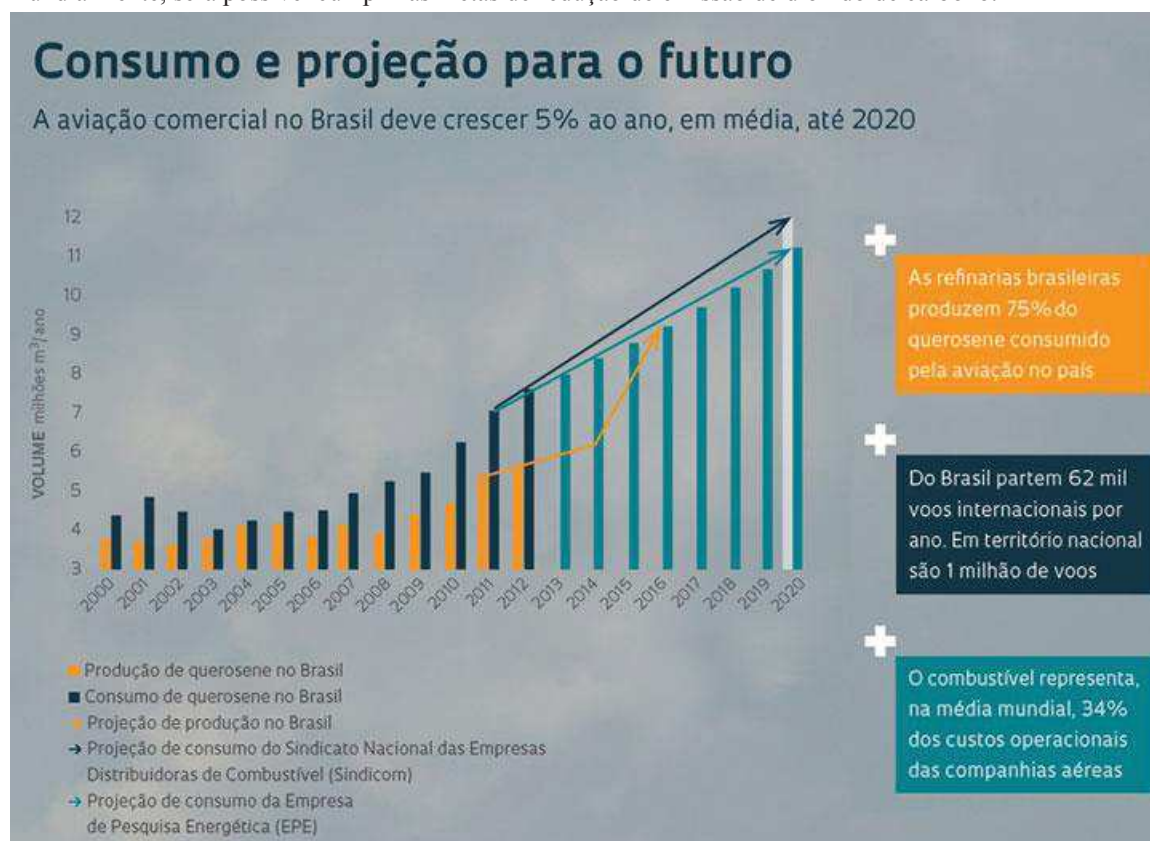 Consumo e projeção para o futuro
A aviação comercial no Brasil deve crescer 5% ao ano, em média, até 2020
VOLUME milhões m³/ano
12
11
10
9
8
7
6
5
4
3
2000
2001
2002
2003
2004
2005
2006
2007
2008
2009
2010
2011
2012
2013
2014
2015
2016
2017
2018
2019
2020
Produção de querosene no Brasil
Consumo de querosene no Brasil
Projeção de produção no Brasil
Projeção de consumo do Sindicato Nacional das Empresas
Distribuidoras de Combustível (Sindicom)
Projeção de consumo da Empresa
de Pesquisa Energética (EPE)
As refinarias brasileiras
produzem 75% do
querosene consumido
pela aviação no país
Do Brasil partem 62 mil
voos internacionais por
ano. Em território nacional
são 1 milhão de voos
O combustível representa,
na média mundial, 34%
dos custos operacionais
das companhias aéreas